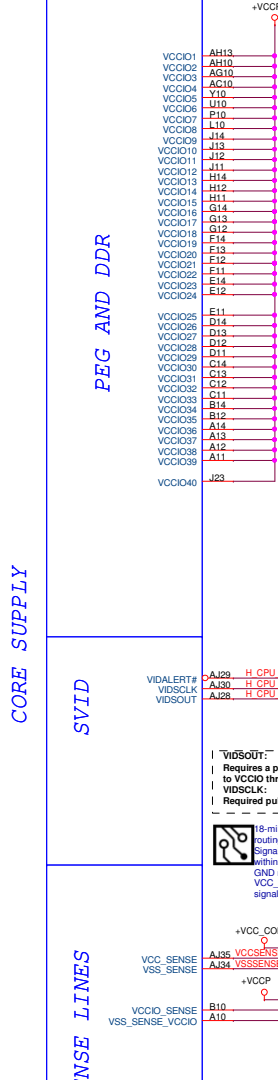 +VCCP
VCCIO1 AH13
VCCIO2 AH10
VCCIO3 AG10
VCCIO4 AC10
VCCIO5 Y10
VCCIO6 U10
VCCIO7 P10
VCCIO8 L10
VCCIO9 J14
VCCIO10 J13
VCCIO11 J12
VCCIO12 J11
VCCIO13 H14
VCCIO14 H12
VCCIO15 H11
VCCIO16 G14
VCCIO17 G13
VCCIO18 G12
VCCIO19 F14
VCCIO20 F13
VCCIO21 F12
VCCIO22 F11
VCCIO23 E14
VCCIO24 E12
VCCIO25 E11
VCCIO26 D14
VCCIO27 D13
VCCIO28 D12
VCCIO29 D11
VCCIO30 C14
VCCIO31 C13
VCCIO32 C12
VCCIO33 C11
VCCIO34 B14
VCCIO35 B12
VCCIO36 A14
VCCIO37 A13
VCCIO38 A12
VCCIO39 A11
VCCIO40 J23
PEG AND DDR
CORE SUPPLY
SVID
VIDALERT# AJ29 H_CPU
VIDSCLK AJ30 H_CPU
VIDSOUT AJ28 H_CPU
VIDSOUT:
Requires a p
to VCCIO thr
VIDSCLK:
Required pu
18-mi
routin
Signa
within
GND
VCC_
signal
+VCC_CO
VCC_SENSE AJ35 VCCSENS
VSS_SENSE AJ34 VSSSENS
+VCCP
VCCIO_SENSE B10
VSS_SENSE_VCCIO A10
NSE LINES